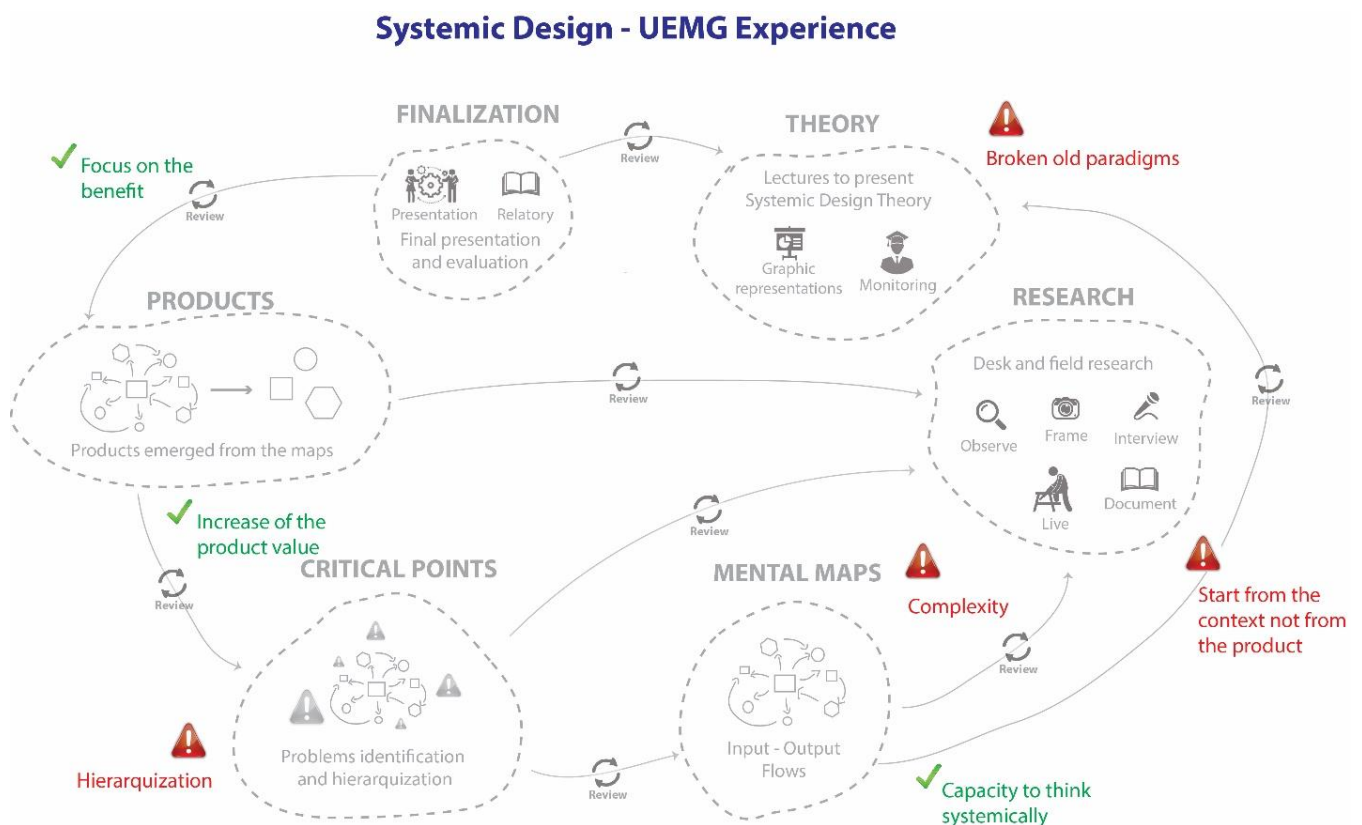 Systemic Design - UEMG Experience
FINALIZATION
Presentation
Relatory
Final presentation
and evaluation
Review
THEORY
Lectures to present
Systemic Design Theory
Graphic
representations
Monitoring
Broken old paradigms
Focus on the
benefit
Review
PRODUCTS
Products emerged from the maps
Review
RESEARCH
Desk and field research
Observe
Frame
Interview
Live
Document
Review
Increase of the
product value
Review
CRITICAL POINTS
Problems identification
and hierarquization
Hierarquization
Review
Review
MENTAL MAPS
Input - Output
Flows
Complexity
Review
Start from the
context not from
the product
Capacity to think
systemically